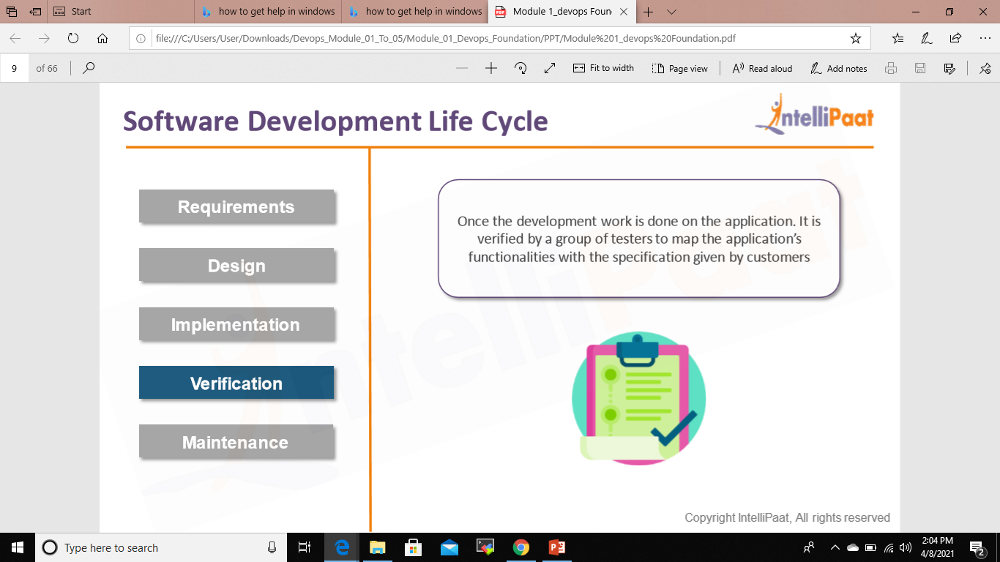 Start
how to get help in windows
how to get help in windows
Module 1_devops Foun
file:///C:/Users/User/Downloads/Devops_Module_01_To_05/Module_01_Devops_Foundation/PPT/Module%201_devops%20Foundation.pdf
9 of 66
Fit to width
Page view
Read aloud
Add notes
Software Development Life Cycle
IntelliPaat
Requirements
Design
Implementation
Verification
Maintenance
Once the development work is done on the application. It is
verified by a group of testers to map the application's
functionalities with the specification given by customers
Copyright IntelliPaat, All rights reserved
Type here to search
2:04 PM
4/8/2021
2